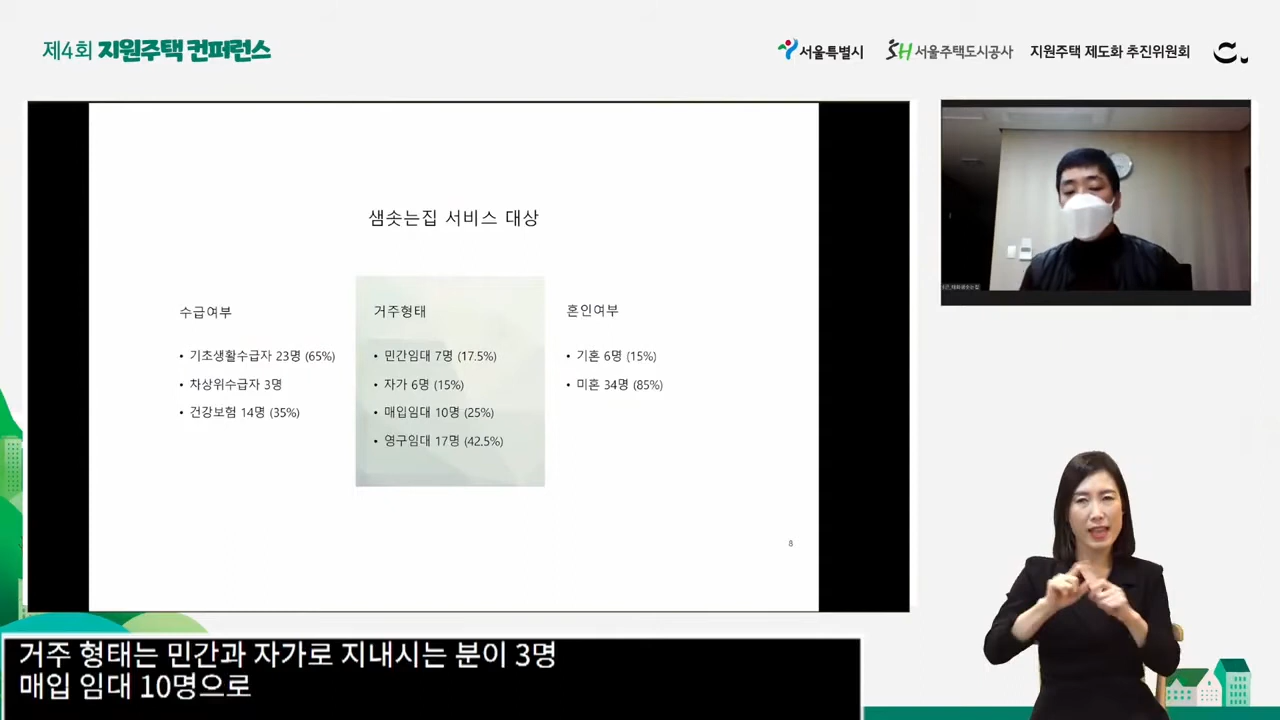 제4회 지원주택 컨퍼런스
서울특별시
SH 서울주택도시공사
지원주택 제도화 추진위원회
샘솟는집 서비스 대상
수급여부
• 기초생활수급자 23명 (65%)
• 차상위수급자 3명
• 건강보험 14명 (35%)
거주형태
• 민간임대 7명 (17.5%)
• 자가 6명 (15%)
• 매입임대 10명 (25%)
• 영구임대 17명 (42.5%)
혼인여부
• 기혼 6명 (15%)
• 미혼 34명 (85%)
8
거주 형태는 민간과 자가로 지내시는 분이 3명
매입 임대 10명으로